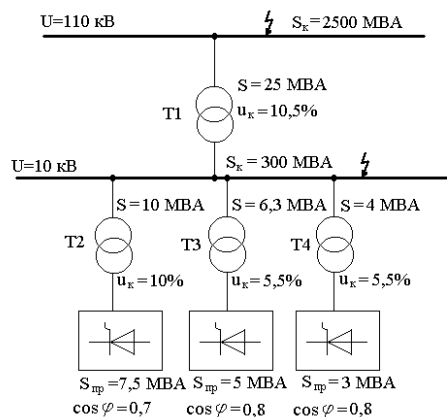 U=110 кВ
Sк = 2500 МВА
S = 25 МВА
T1
uк = 10,5%
Sк = 300 МВА
U=10 кВ
S=10 МВА
S=6,3 МВА
S=4 МВА
T2
T3
T4
uк =10%
uк =5,5%
uк =5,5%
Sпр =7,5 МВА
Sпр =5 МВА
Sпр =3 МВА
cos φ =0,7
cos φ =0,8
cos φ =0,8